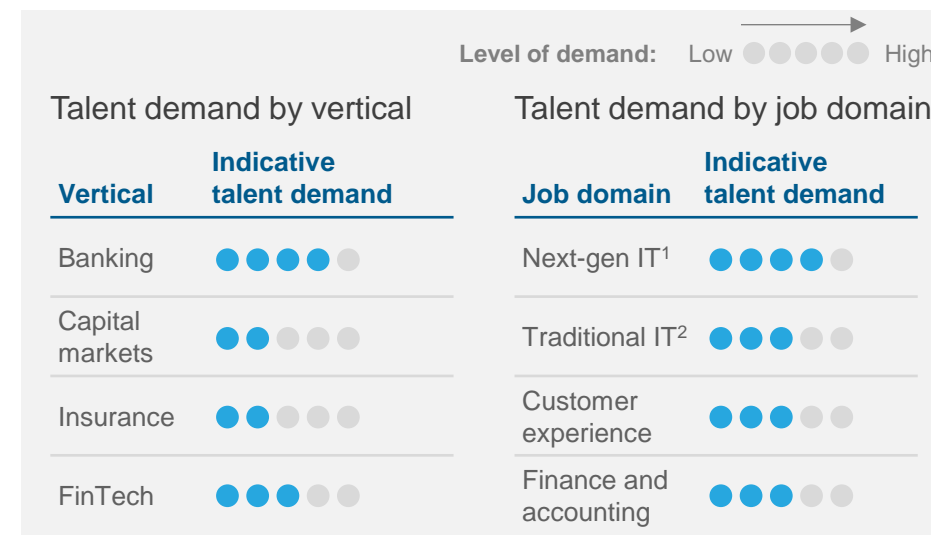 Level of demand: Low High
Talent demand by vertical
Vertical Indicative talent demand
Banking
Capital markets
Insurance
FinTech
Talent demand by job domain
Job domain Indicative talent demand
Next-gen IT¹
Traditional IT²
Customer experience
Finance and accounting